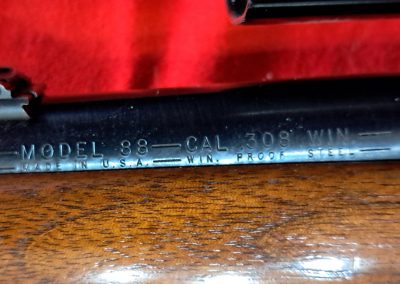 MODEL 88—CAL .308 WIN—
—MADE IN U.S.A.— —WIN. PROOF STEEL—